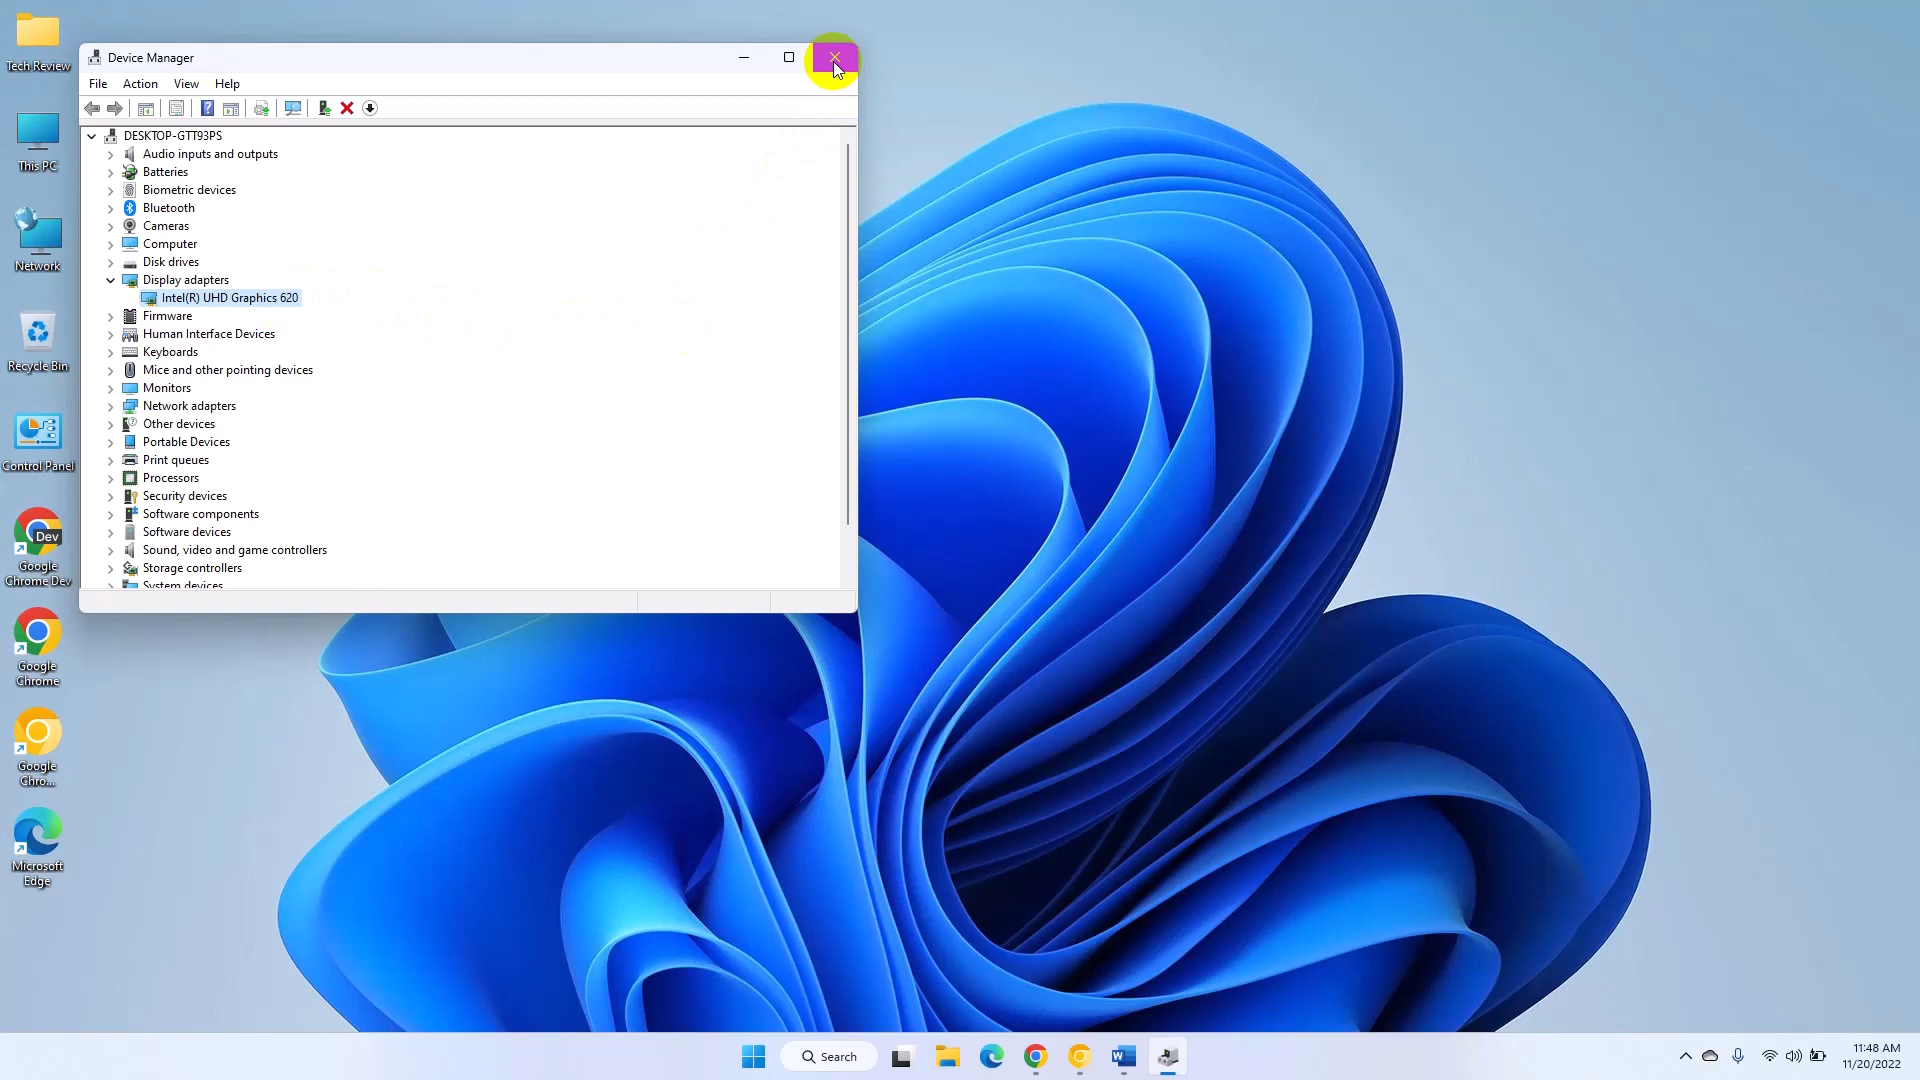 Tech Review
This PC
Network
Recycle Bin
Control Panel
Dev
Google
Chrome Dev
Google
Chrome
Google
Chro...
Microsoft
Edge
Device Manager
File Action View Help
DESKTOP-GTT93PS
Audio inputs and outputs
Batteries
Biometric devices
Bluetooth
Cameras
Computer
Disk drives
Display adapters
Intel(R) UHD Graphics 620
Firmware
Human Interface Devices
Keyboards
Mice and other pointing devices
Monitors
Network adapters
Other devices
Portable Devices
Print queues
Processors
Security devices
Software components
Software devices
Sound, video and game controllers
Storage controllers
System devices
Search
W
11:48 AM
11/20/2022